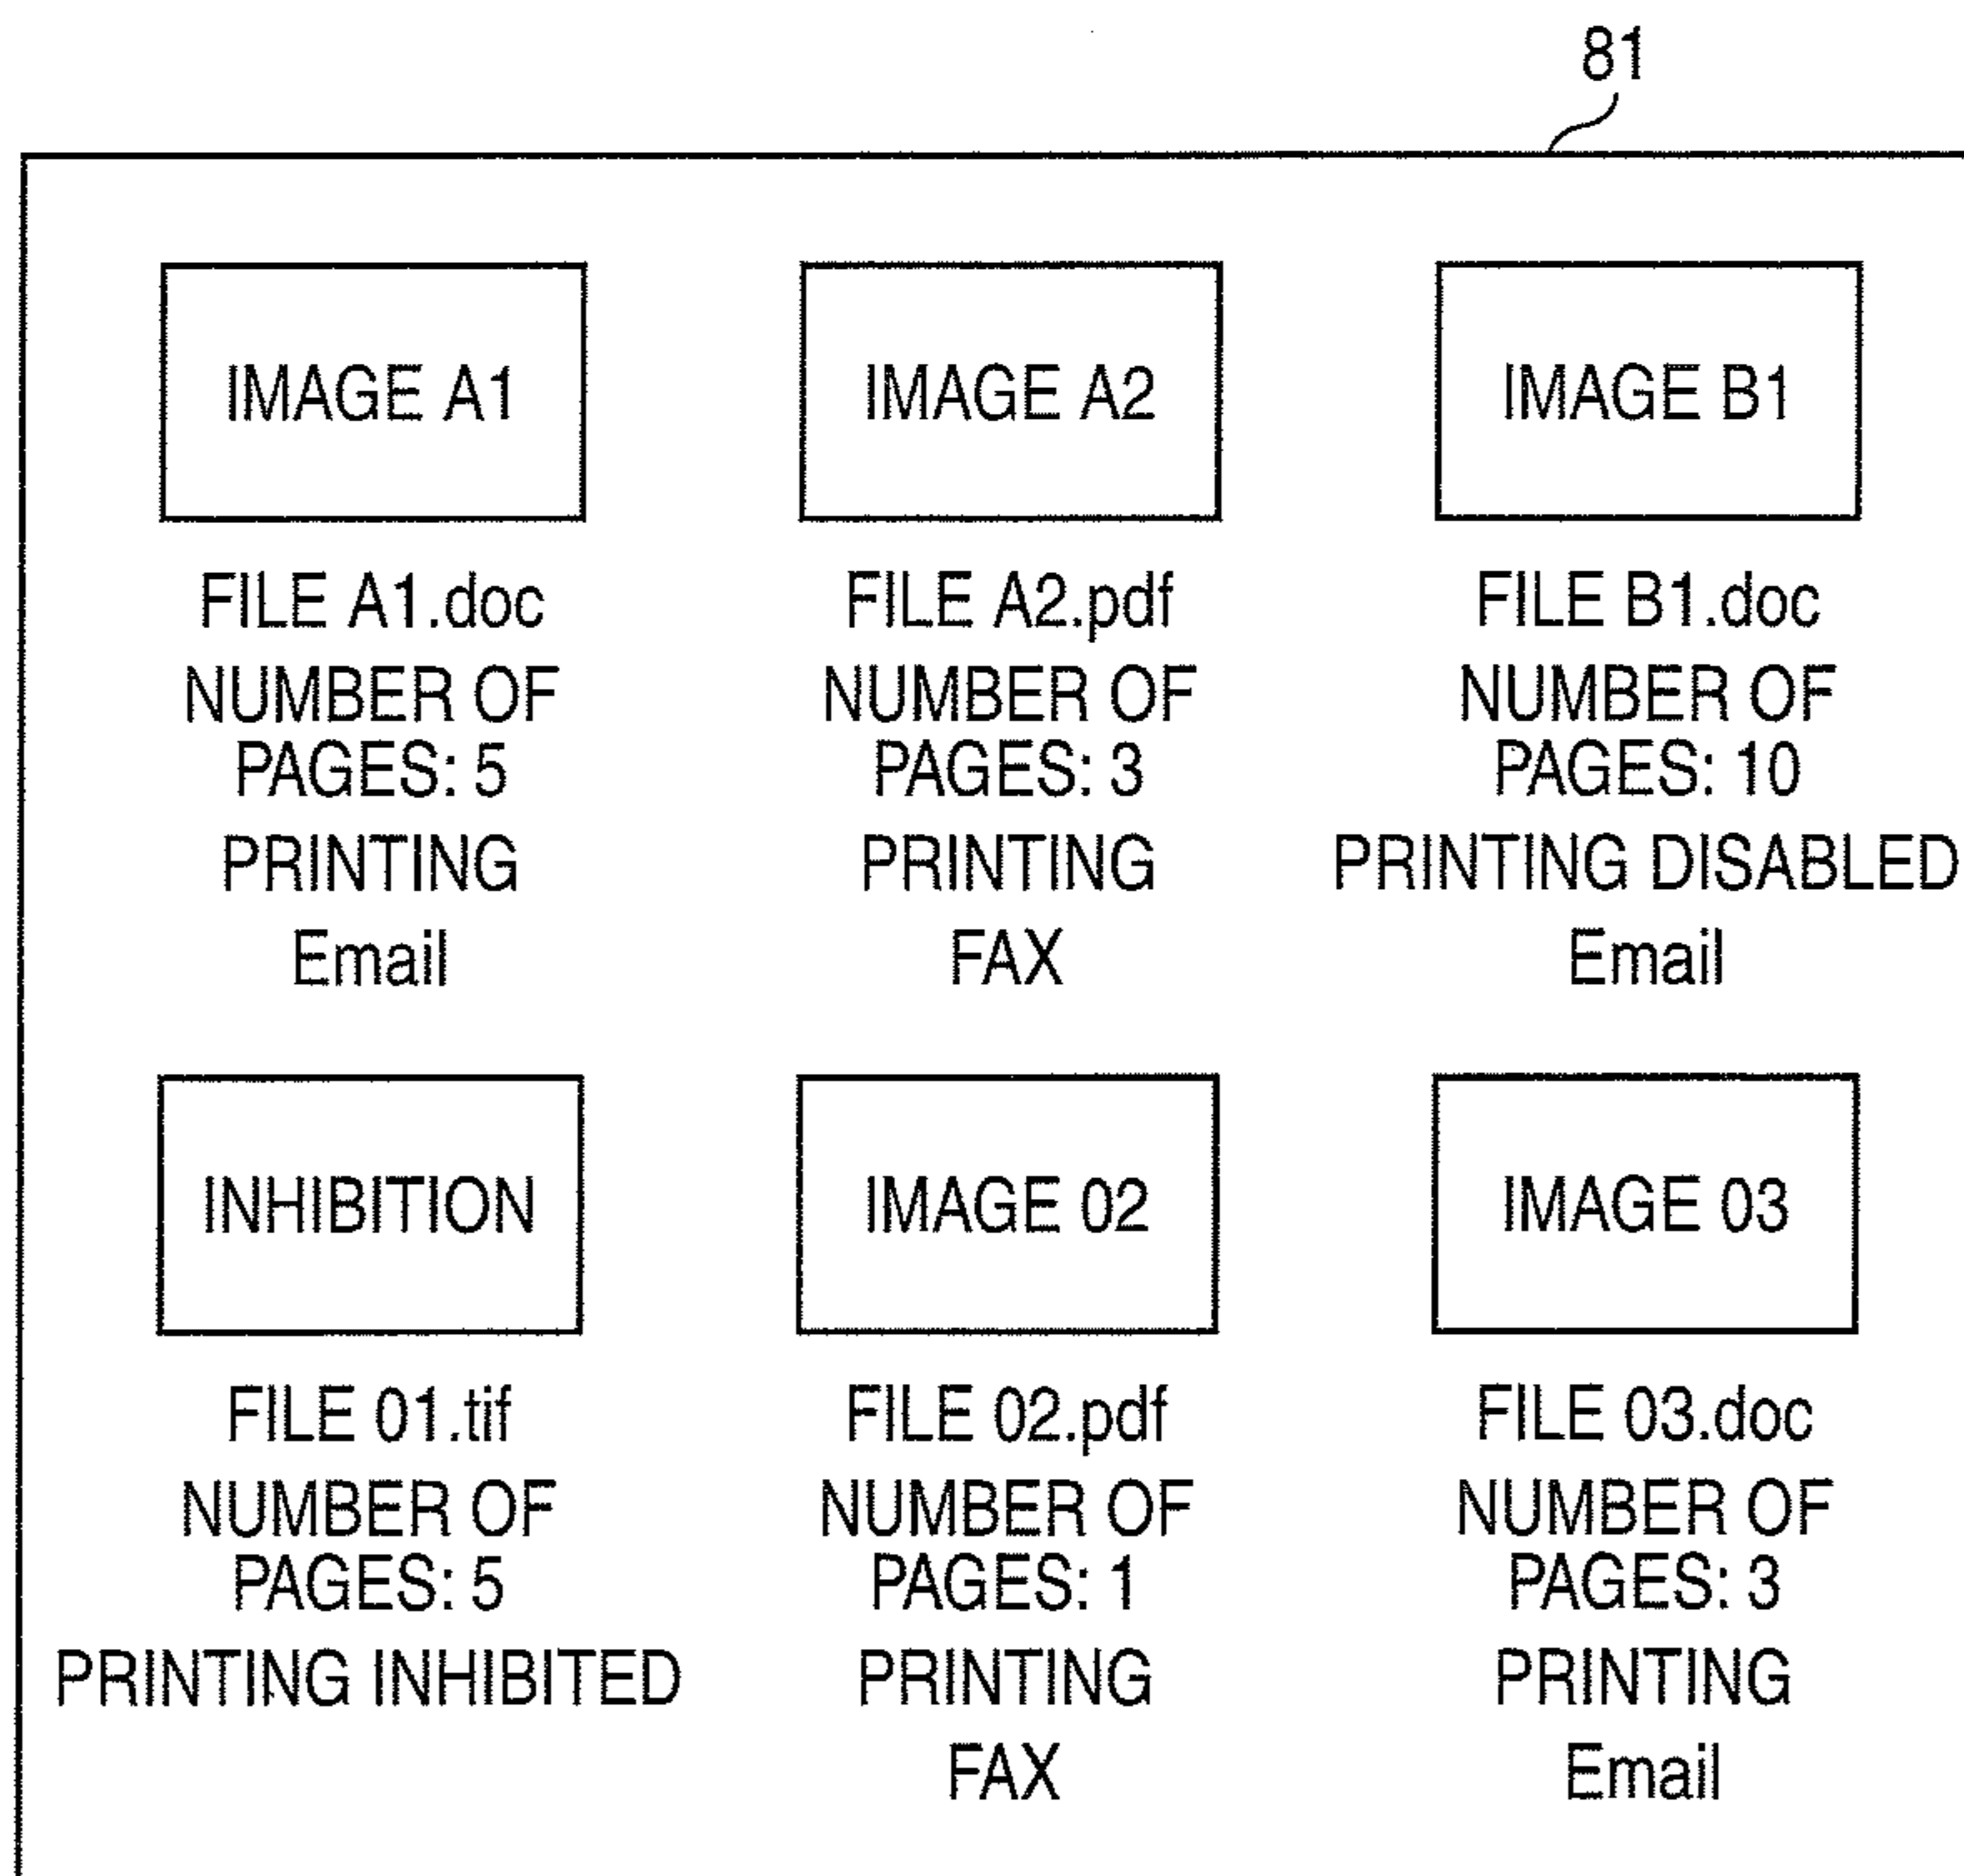 81
IMAGE A1
IMAGE A2
IMAGE B1
FILE A1.doc
NUMBER OF
PAGES: 5
PRINTING
Email
FILE A2.pdf
NUMBER OF
PAGES: 3
PRINTING
FAX
FILE B1.doc
NUMBER OF
PAGES: 10
PRINTING DISABLED
Email
INHIBITION
IMAGE 02
IMAGE 03
FILE 01.tif
NUMBER OF
PAGES: 5
PRINTING INHIBITED
FILE 02.pdf
NUMBER OF
PAGES: 1
PRINTING
FAX
FILE 03.doc
NUMBER OF
PAGES: 3
PRINTING
Email